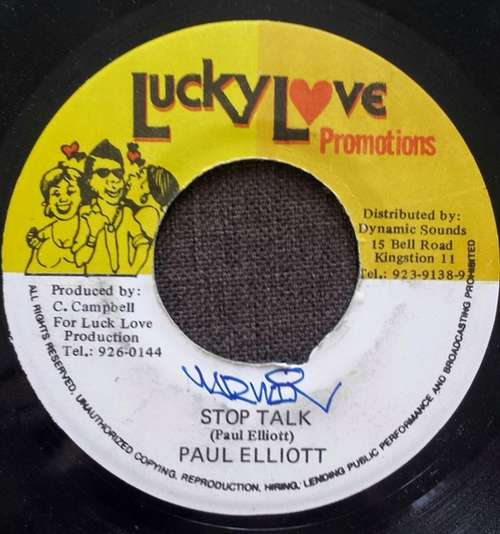 LUCKY LOVE
Promotions
Distributed by:
Dynamic Sounds
15 Bell Road
Kingstion 11
Tel.: 923-9138-9
Produced by:
C. Campbell
For Luck Love
Production
Tel.: 926-0144
STOP TALK
(Paul Elliott)
PAUL ELLIOTT
ALL RIGHTS RESERVED, UNAUTHORIZED COPYING, REPRODUCTION, HIRING, LENDING PUBLIC PERFORMANCE AND BROADCASTING PROHIBITED